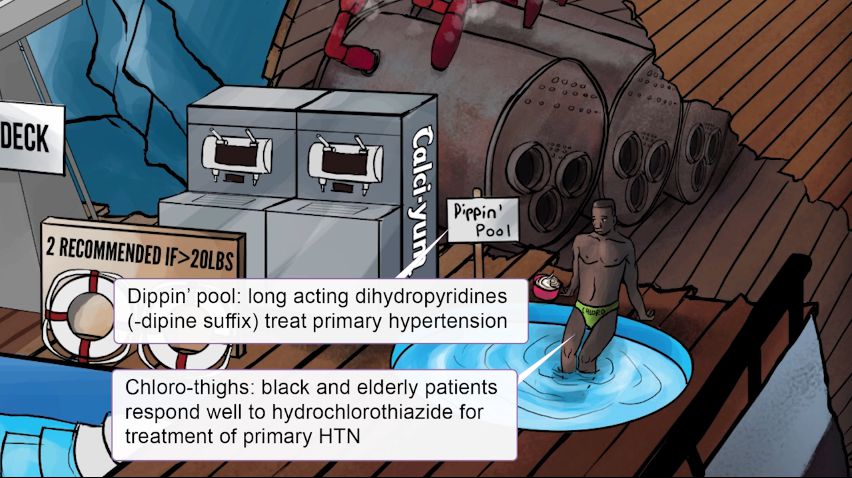 DECK
Calci-yum
Dippin'
Pool
2 RECOMMENDED IF>20LBS
Dippin' pool: long acting dihydropyridines
(-dipine suffix) treat primary hypertension
CHLORO
Chloro-thighs: black and elderly patients
respond well to hydrochlorothiazide for
treatment of primary HTN